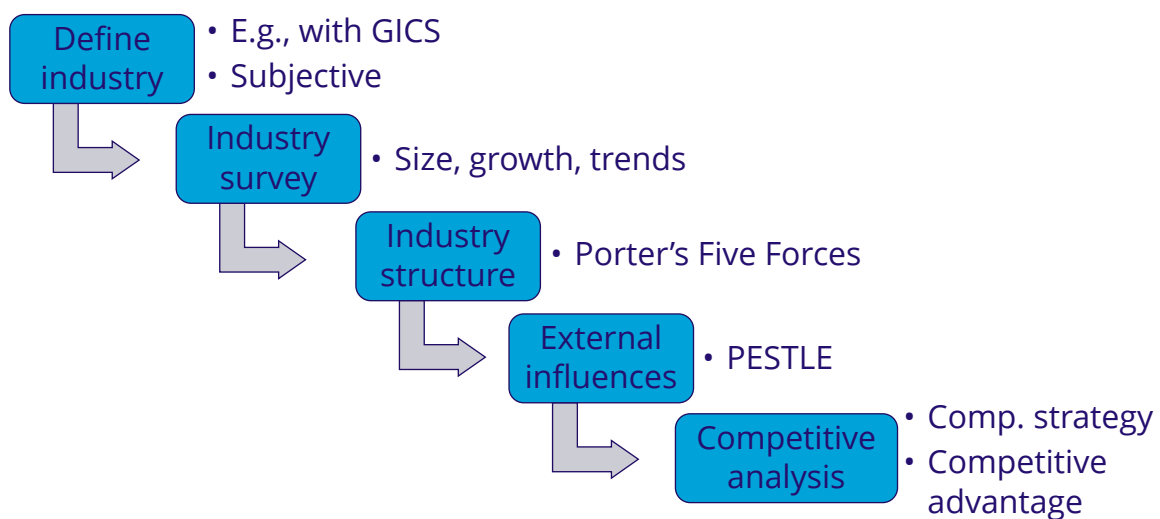 Define
industry
• E.g., with GICS
• Subjective
Industry
survey
• Size, growth, trends
Industry
structure
• Porter's Five Forces
External
influences
• PESTLE
Competitive
analysis
• Comp. strategy
• Competitive
advantage